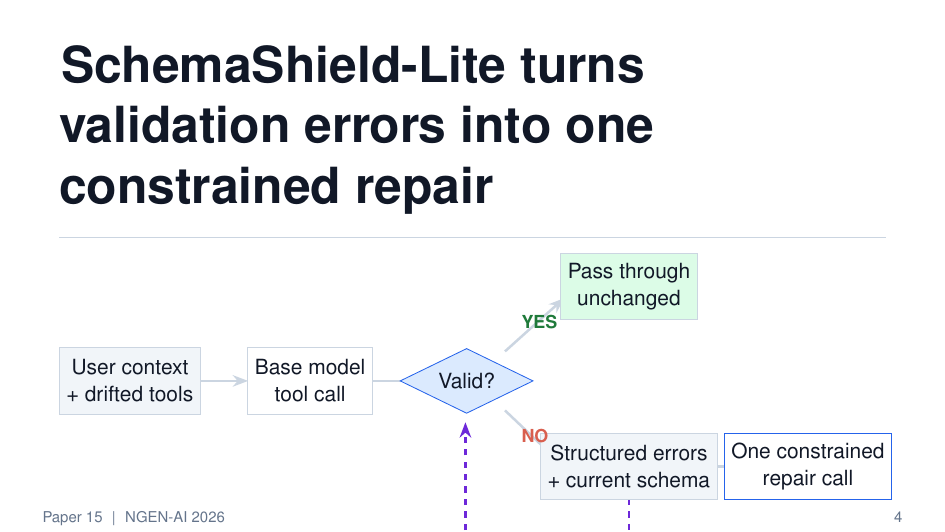 SchemaShield-Lite turns
validation errors into one
constrained repair
Pass through
unchanged
YES
User context
+ drifted tools
Base model
tool call
Valid?
NO
Structured errors
+ current schema
One constrained
repair call
Paper 15 | NGEN-AI 2026
4